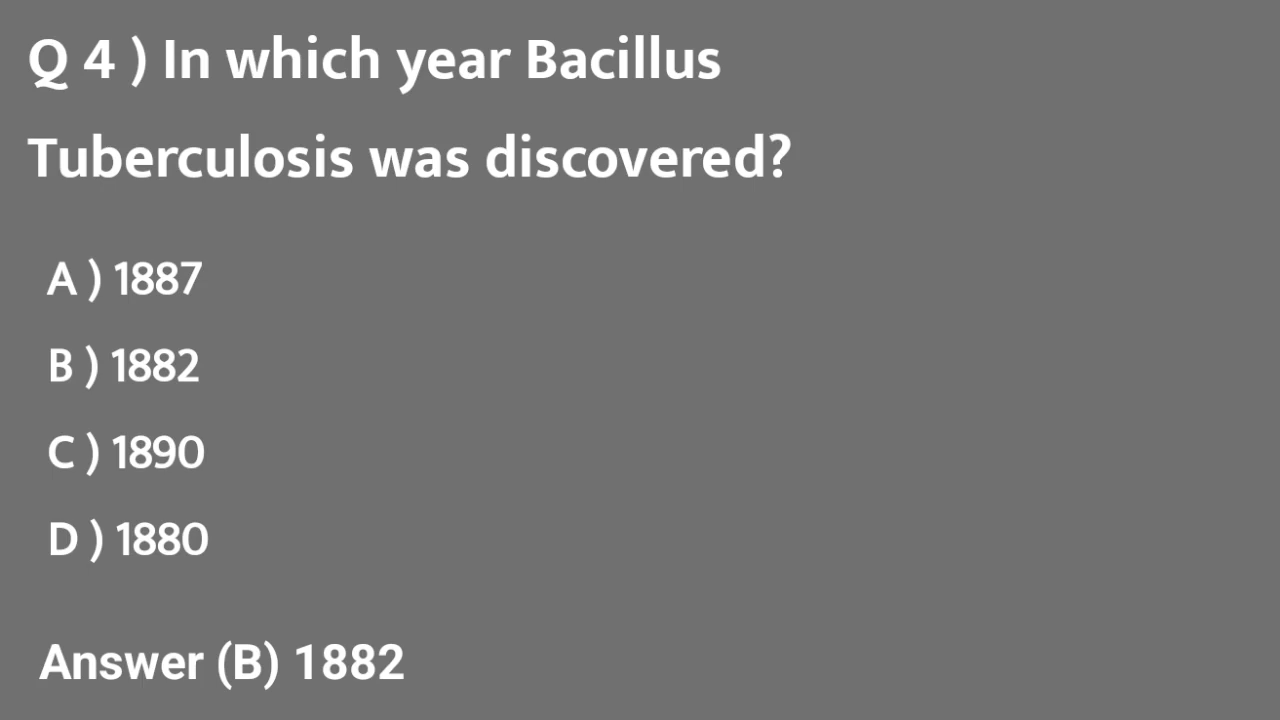 Q 4 ) In which year Bacillus
Tuberculosis was discovered?
A ) 1887
B ) 1882
C ) 1890
D ) 1880
Answer (B) 1882